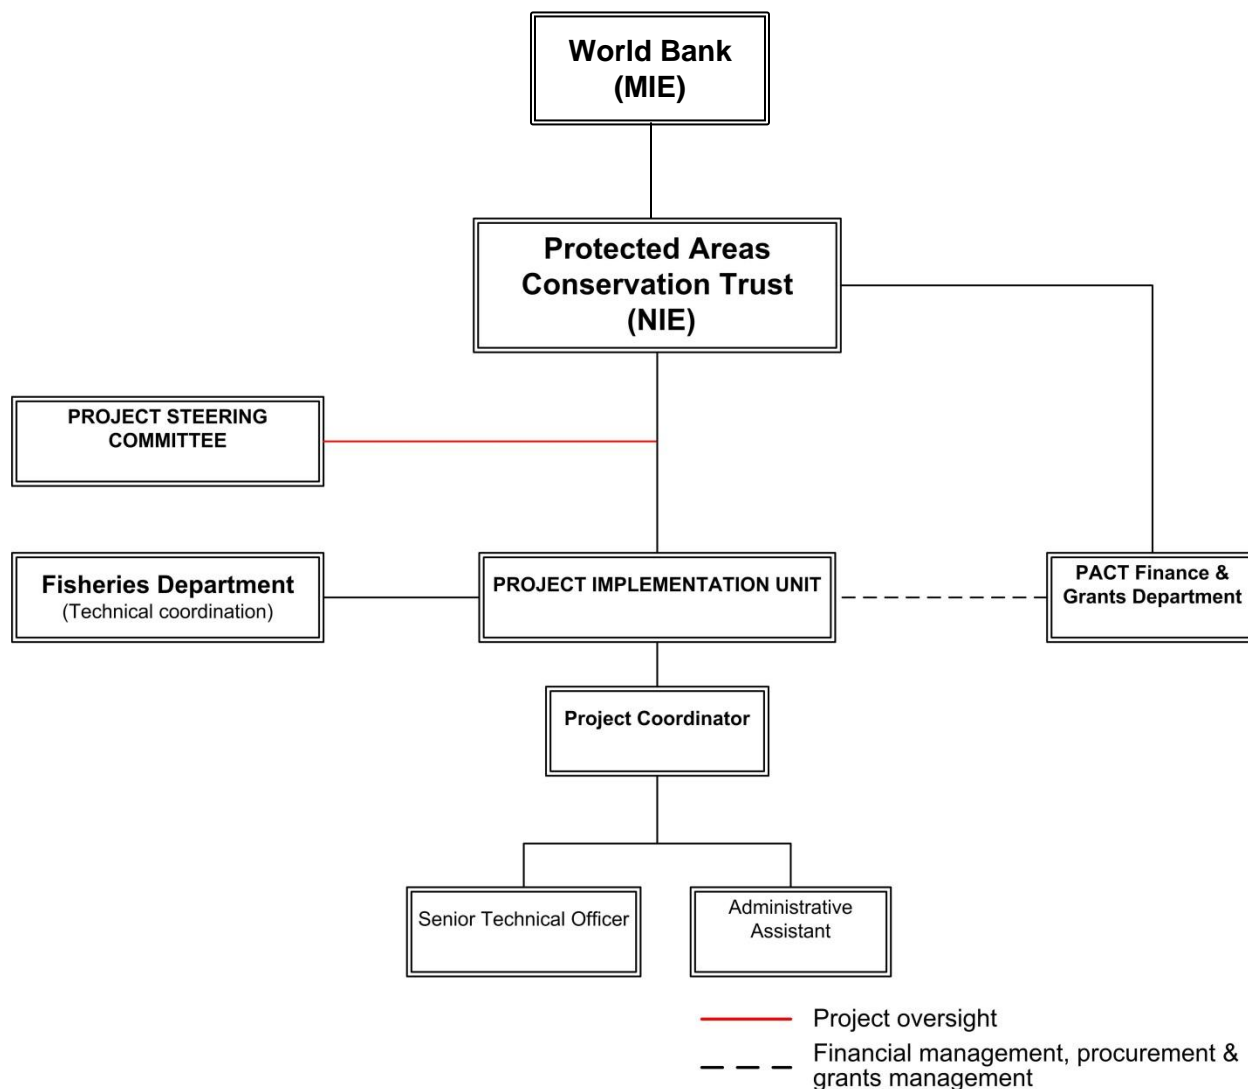 World Bank
(MIE)
Protected Areas
Conservation Trust
(NIE)
PROJECT STEERING
COMMITTEE
Fisheries Department
(Technical coordination)
PROJECT IMPLEMENTATION UNIT
PACT Finance &
Grants Department
Project Coordinator
Senior Technical Officer
Administrative
Assistant
Project oversight
Financial management, procurement &
grants management